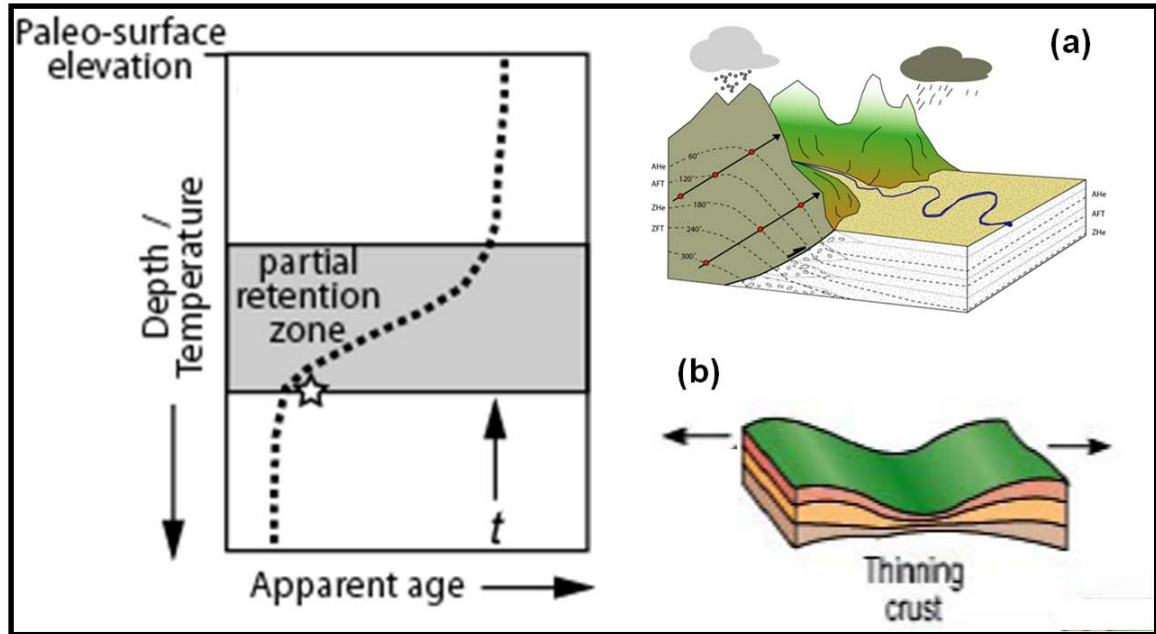 Paleo-surface
elevation
Depth /
Temperature
partial
retention
zone
t
Apparent age
(a)
60°
120°
180°
240°
300°
AHe
AFT
ZHe
ZFT
AHe
AFT
ZHe
(b)
Thinning
crust